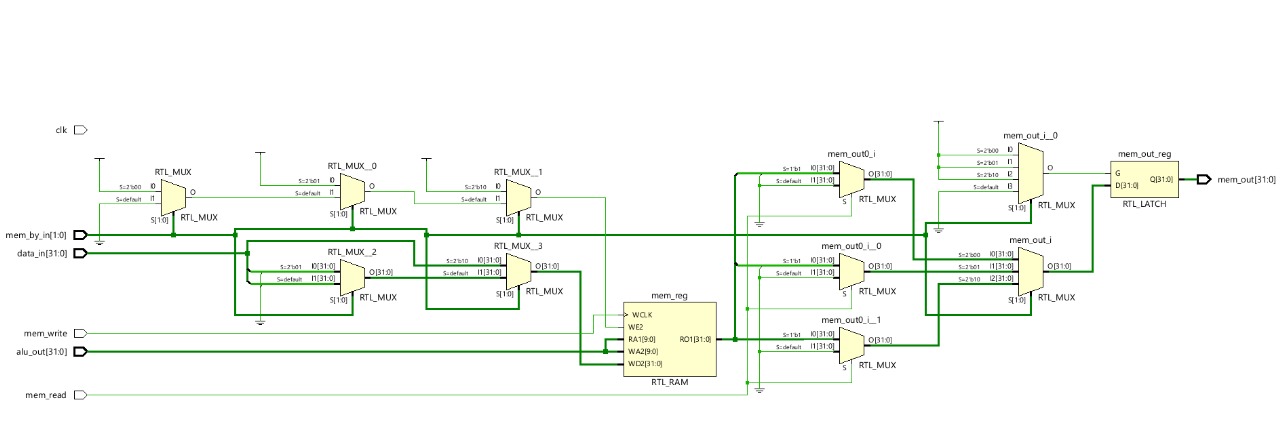 clk
RTL_MUX
S=2'b00 I0
S=default I1
O
S[1:0]
RTL_MUX
RTL_MUX__0
S=2'b01 I0
S=default I1
O
S[1:0]
RTL_MUX
RTL_MUX__1
S=2'b10 I0
S=default I1
O
S[1:0]
RTL_MUX
mem_by_in[1:0]
data_in[31:0]
RTL_MUX__2
S=2'b01 I0[31:0]
S=default I1[31:0]
O[31:0]
S[1:0]
RTL_MUX
RTL_MUX__3
S=2'b10 I0[31:0]
S=default I1[31:0]
O[31:0]
S[1:0]
RTL_MUX
mem_write
alu_out[31:0]
mem_read
mem_reg
WCLK
WE2
RA1[9:0]
WA2[9:0]
WD2[31:0]
RO1[31:0]
RTL_RAM
mem_out0_i
S=1'b1 I0[31:0]
S=default I1[31:0]
O[31:0]
S
RTL_MUX
mem_out0_i__0
S=1'b1 I0[31:0]
S=default I1[31:0]
O[31:0]
S
RTL_MUX
mem_out0_i__1
S=1'b1 I0[31:0]
S=default I1[31:0]
O[31:0]
S
RTL_MUX
mem_out_i__0
S=2'b00 I0
S=2'b01 I1
S=2'b10 I2
S=default I3
O
S[1:0]
RTL_MUX
mem_out_i
S=2'b00 I0[31:0]
S=2'b01 I1[31:0]
S=2'b10 I2[31:0]
O[31:0]
S[1:0]
RTL_MUX
mem_out_reg
G
D[31:0]
Q[31:0]
RTL_LATCH
mem_out[31:0]